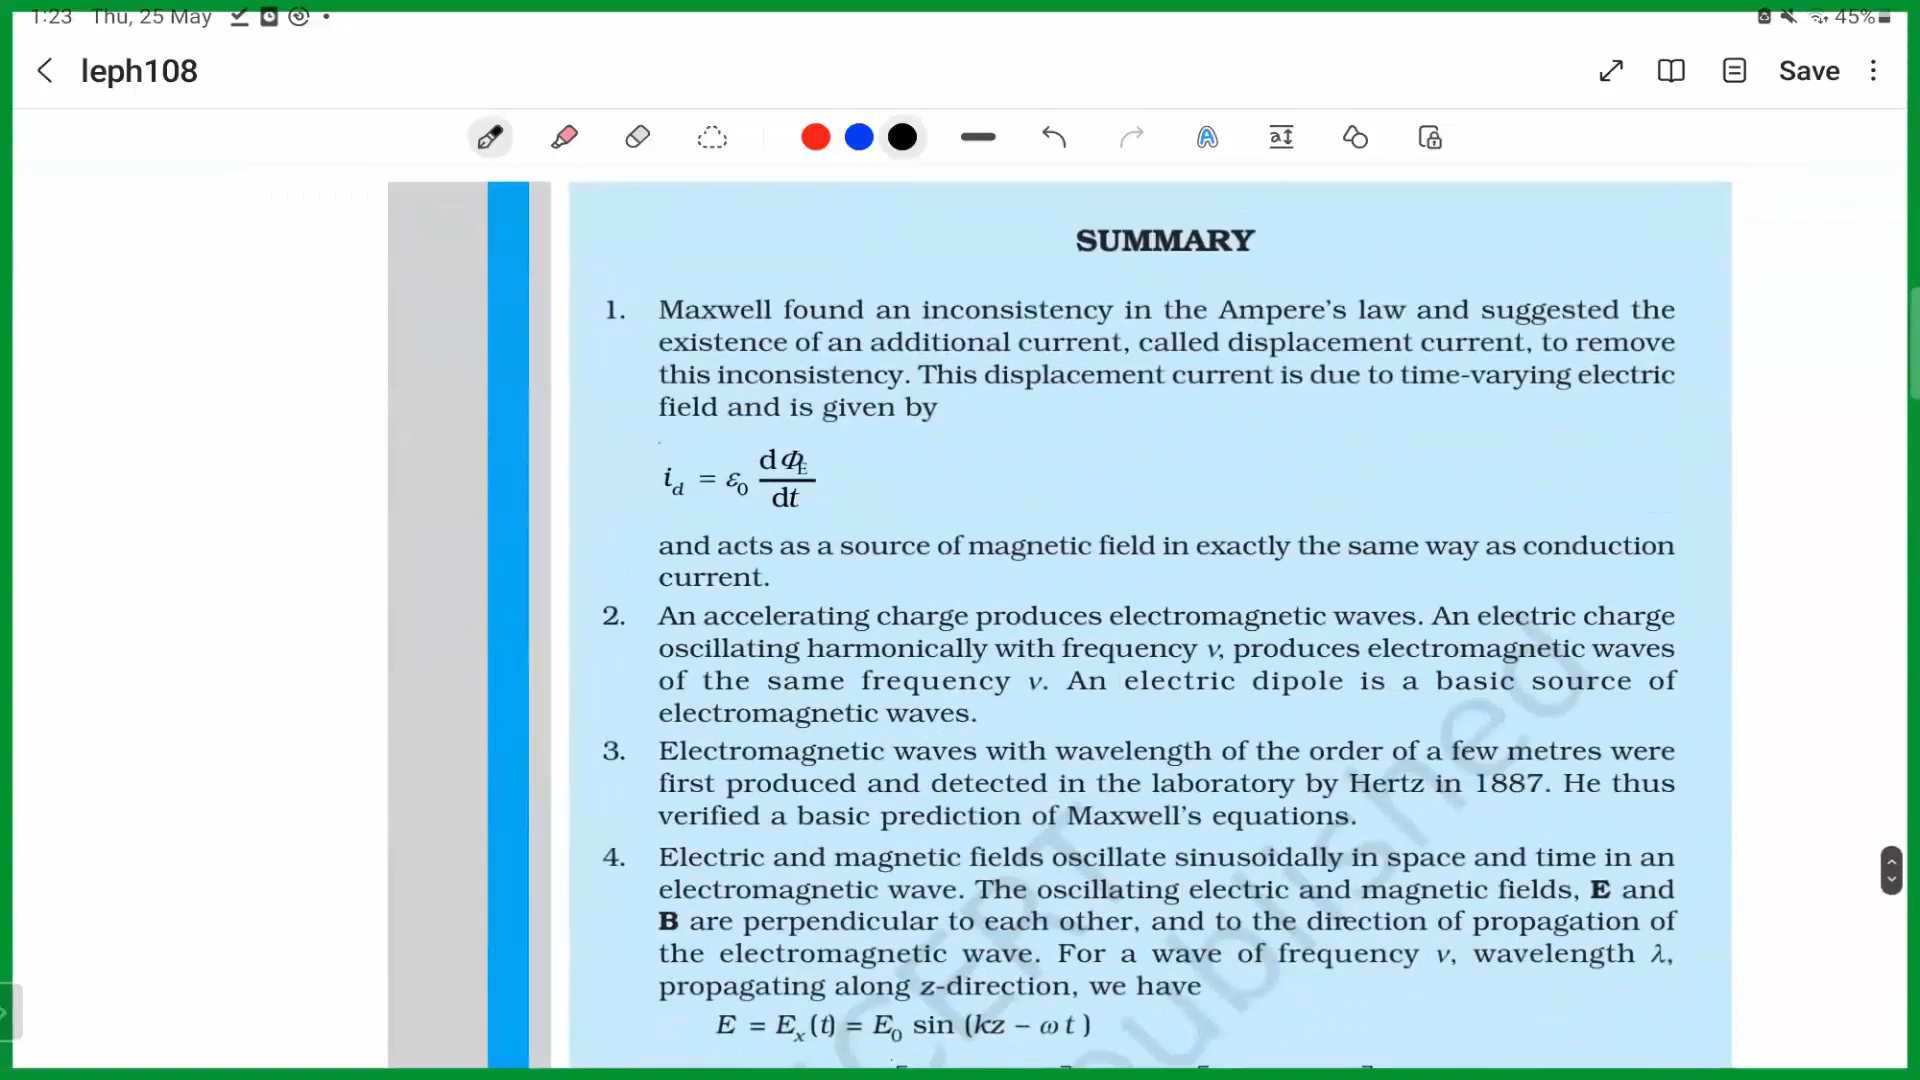 1:23 Thu, 25 May
45%
leph108
Save
SUMMARY
1. Maxwell found an inconsistency in the Ampere's law and suggested the
existence of an additional current, called displacement current, to remove
this inconsistency. This displacement current is due to time-varying electric
field and is given by
i_d = ε₀ dΦ_E/dt
and acts as a source of magnetic field in exactly the same way as conduction
current.
2. An accelerating charge produces electromagnetic waves. An electric charge
oscillating harmonically with frequency ν, produces electromagnetic waves
of the same frequency ν. An electric dipole is a basic source of
electromagnetic waves.
3. Electromagnetic waves with wavelength of the order of a few metres were
first produced and detected in the laboratory by Hertz in 1887. He thus
verified a basic prediction of Maxwell's equations.
4. Electric and magnetic fields oscillate sinusoidally in space and time in an
electromagnetic wave. The oscillating electric and magnetic fields, E and
B are perpendicular to each other, and to the direction of propagation of
the electromagnetic wave. For a wave of frequency ν, wavelength λ,
propagating along z-direction, we have
E = Eₓ(t) = E₀ sin (kz – ωt)